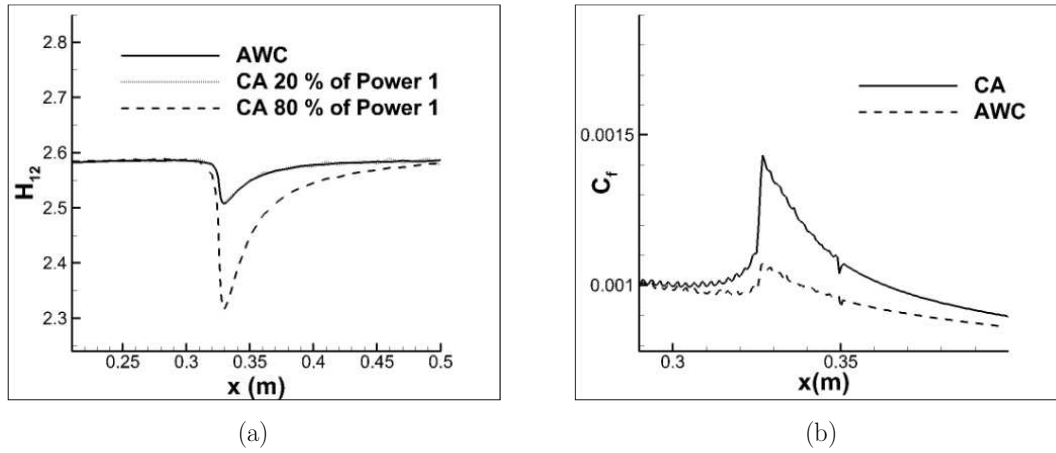 2.8
2.7
2.6
2.5
2.4
2.3
H12
AWC
CA 20 % of Power 1
CA 80 % of Power 1
0.25 0.3 0.35 0.4 0.45 0.5
x (m)
(a)
0.0015
0.001
Cf
CA
AWC
0.3 0.35
x(m)
(b)